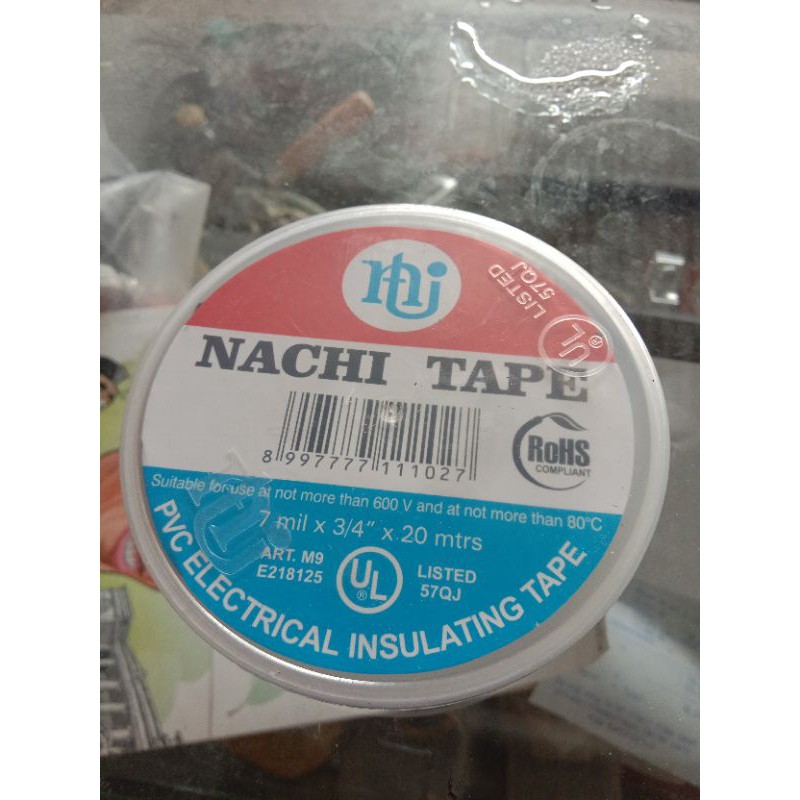 nhij
LISTED
57QJ
UL®
NACHI TAPE
8 997777 111027
RoHS
COMPLIANT
Suitable for use at not more than 600 V and at not more than 80°C
7 mil x 3/4" x 20 mtrs
ART. M9
E218125
UL®
LISTED
57QJ
PVC ELECTRICAL INSULATING TAPE